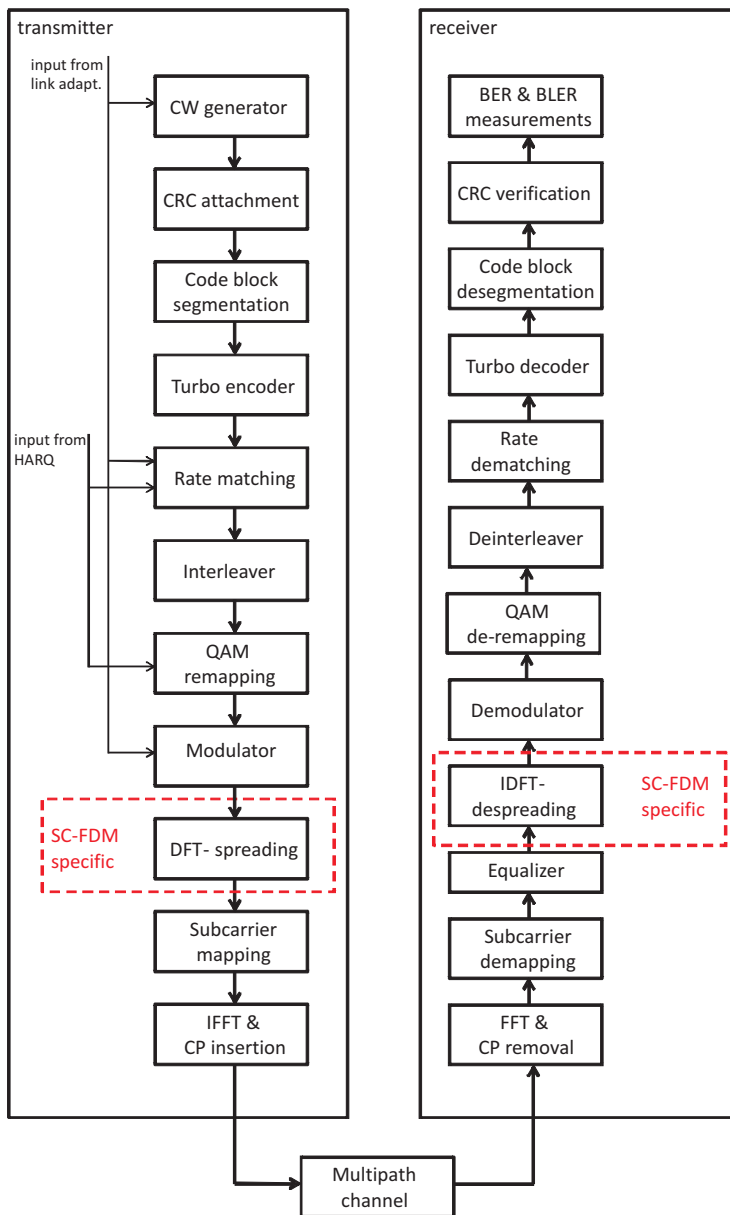 transmitter
input from
link adapt.
CW generator
CRC attachment
Code block
segmentation
Turbo encoder
input from
HARQ
Rate matching
Interleaver
QAM
remapping
Modulator
SC-FDM
specific
DFT- spreading
Subcarrier
mapping
IFFT &
CP insertion
Multipath
channel
receiver
BER & BLER
measurements
CRC verification
Code block
desegmentation
Turbo decoder
Rate
dematching
Deinterleaver
QAM
de-remapping
Demodulator
IDFT-
despreading
SC-FDM
specific
Equalizer
Subcarrier
demapping
FFT &
CP removal